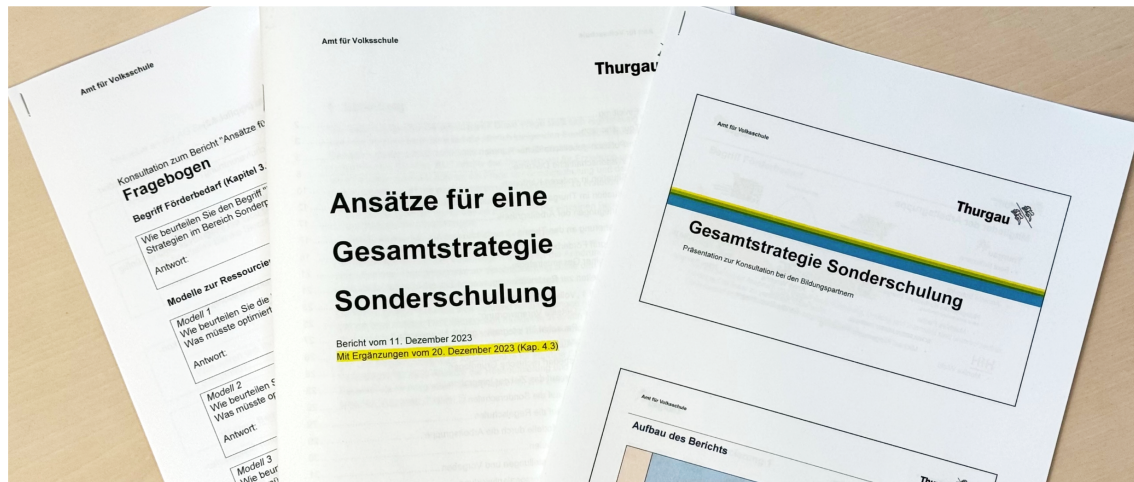 Amt für Volksschule
Konsultation zum Bericht "Ansätze fü
Fragebogen
Begriff Förderbedarf (Kapitel 3.
Wie beurteilen Sie den Begriff "
Strategien im Bereich Sonderp
Antwort:
Modelle zur Ressourcie
Modell 1
Wie beurteilen Sie die
Was müsste optimiert
Antwort:
Modell 2
Wie beurteilen S
Was müsste op
Antwort:
Modell 3
Wie beur
Amt für Volksschule
Thurgau
Ansätze für eine
Gesamtstrategie
Sonderschulung
Bericht vom 11. Dezember 2023
Mit Ergänzungen vom 20. Dezember 2023 (Kap. 4.3)
Amt für Volksschule
Thurgau
Gesamtstrategie Sonderschulung
Präsentation zur Konsultation bei den Bildungspartnern
Amt für Volksschule
Aufbau des Berichts